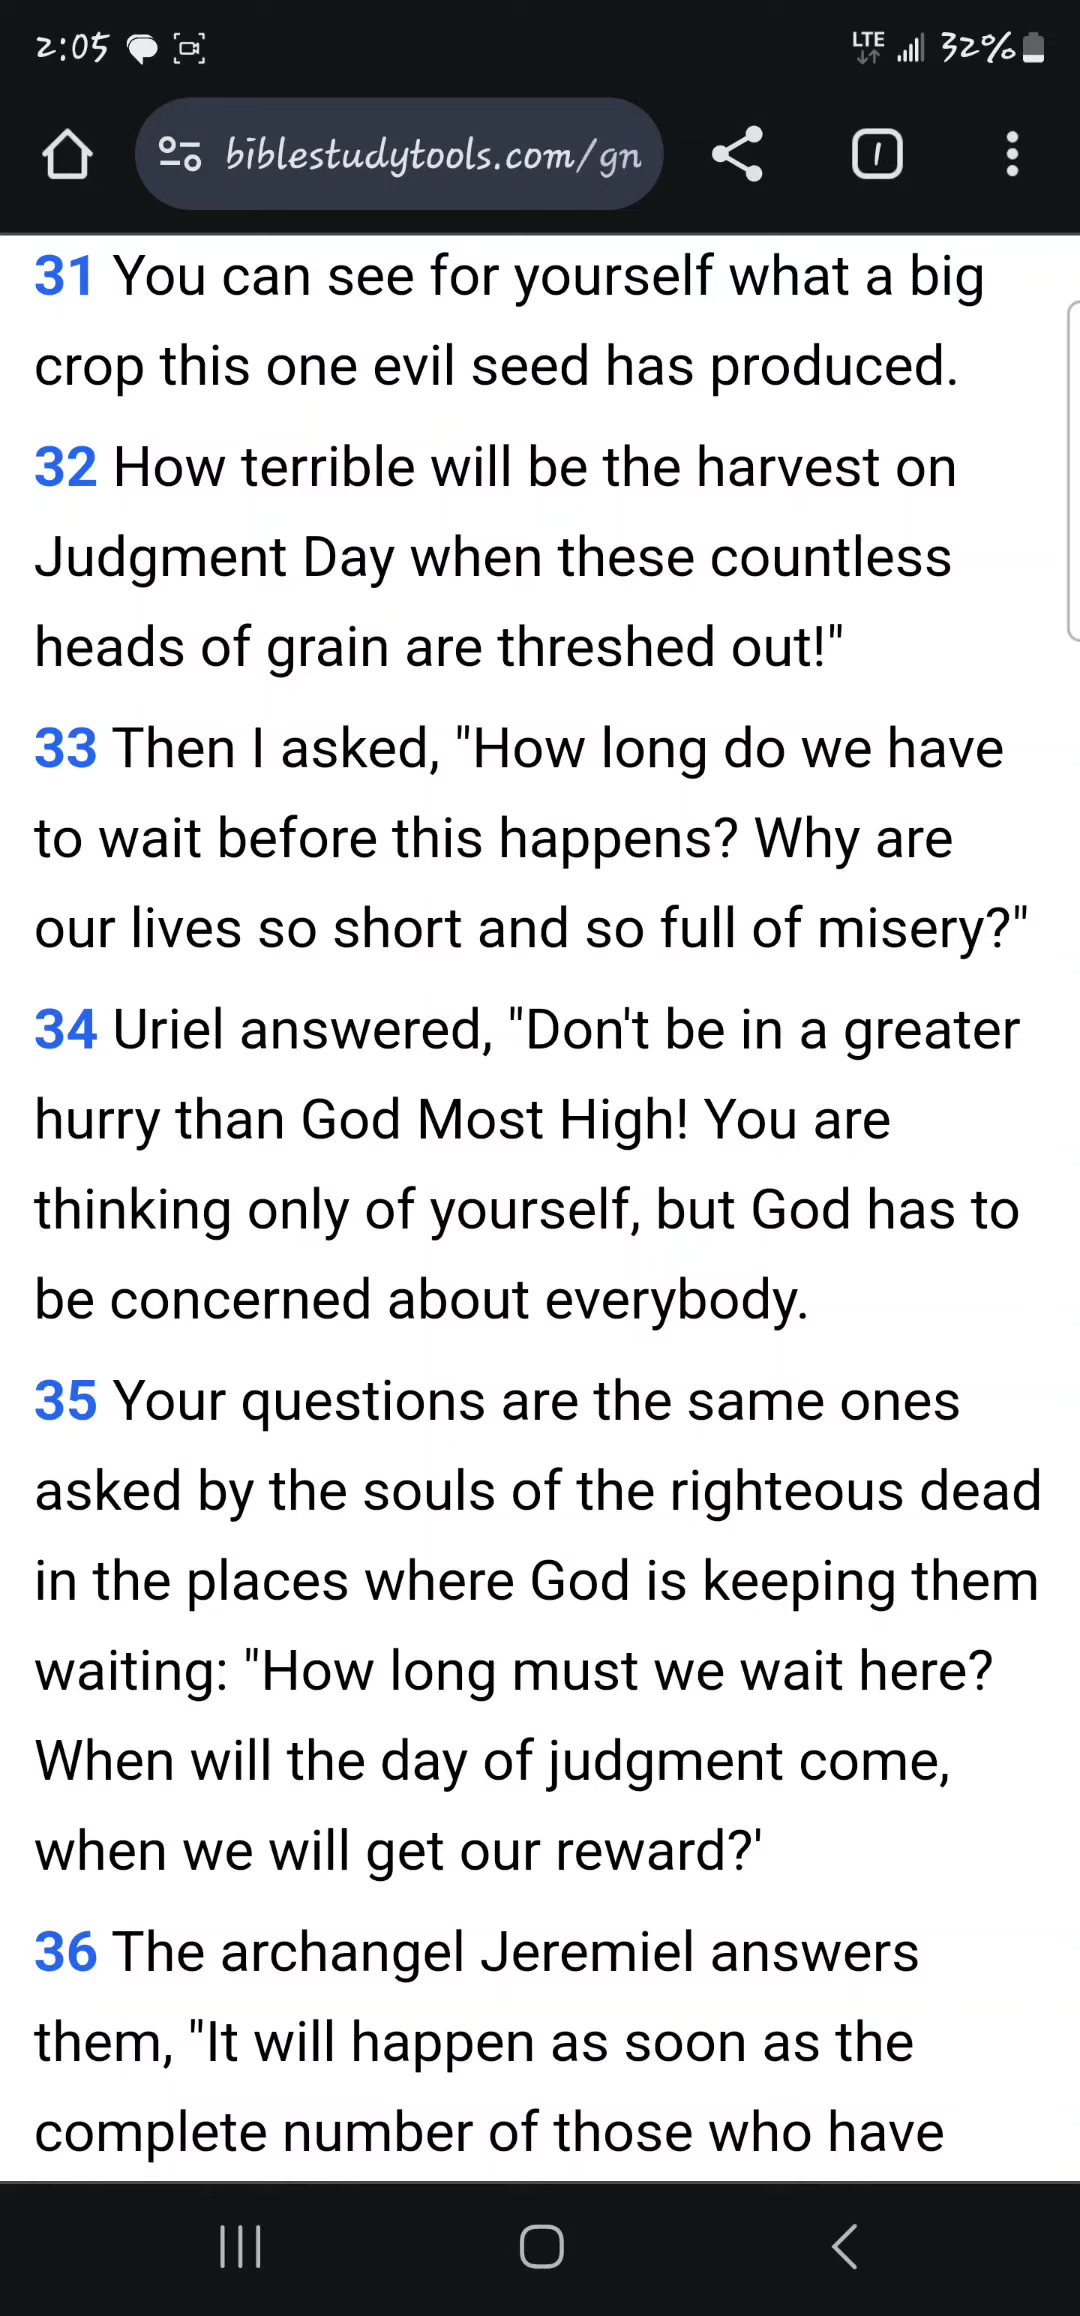 2:05
LTE
32%
biblestudytools.com/gn
1
31 You can see for yourself what a big
crop this one evil seed has produced.
32 How terrible will be the harvest on
Judgment Day when these countless
heads of grain are threshed out!"
33 Then I asked, "How long do we have
to wait before this happens? Why are
our lives so short and so full of misery?"
34 Uriel answered, "Don't be in a greater
hurry than God Most High! You are
thinking only of yourself, but God has to
be concerned about everybody.
35 Your questions are the same ones
asked by the souls of the righteous dead
in the places where God is keeping them
waiting: "How long must we wait here?
When will the day of judgment come,
when we will get our reward?'
36 The archangel Jeremiel answers
them, "It will happen as soon as the
complete number of those who have